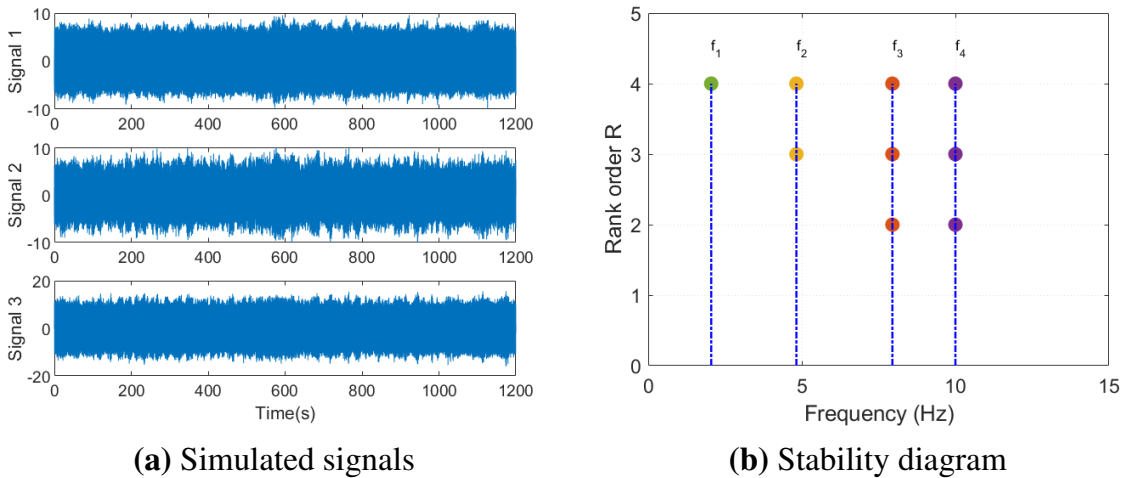 10
0
-10
Signal 1
0 200 400 600 800 1000 1200
10
0
-10
Signal 2
0 200 400 600 800 1000 1200
20
0
-20
Signal 3
0 200 400 600 800 1000 1200
Time(s)
(a) Simulated signals
5
4
3
2
1
0
Rank order R
f1 f2 f3 f4
0 5 10 15
Frequency (Hz)
(b) Stability diagram